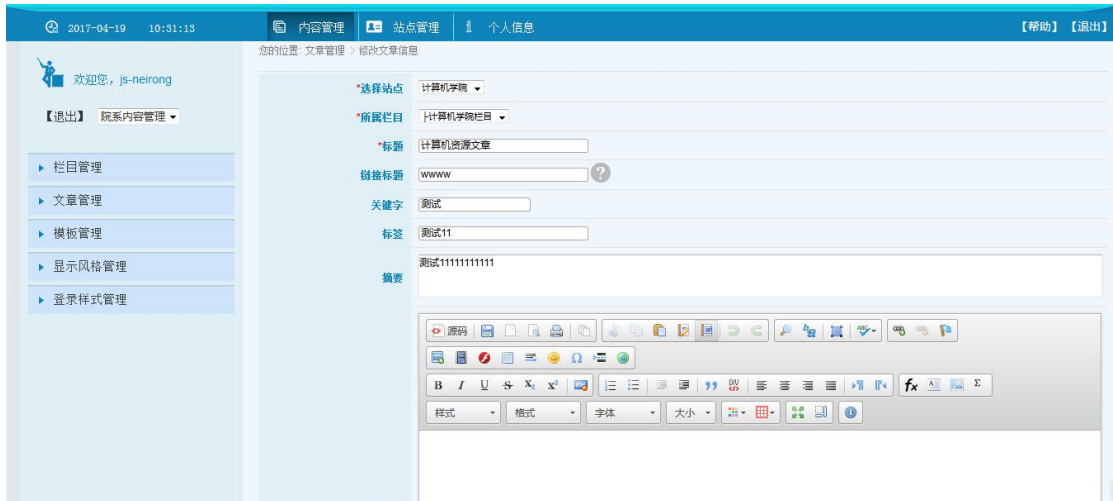 2017-04-19 10:31:13 内容管理 站点管理 个人信息 【帮助】【退出】
您的位置: 文章管理 > 修改文章信息
欢迎您，js-neirong
【退出】 院系内容管理
栏目管理
文章管理
模板管理
显示风格管理
登录样式管理
*选择站点 计算机学院
*所属栏目 ├计算机学院栏目
*标题 计算机资源文章
链接标题 wwww ?
关键字 测试
标签 测试11
摘要 测试11111111111
源码 ABC
B I U S X₂ x² DIV fx Σ
样式 格式 字体 大小